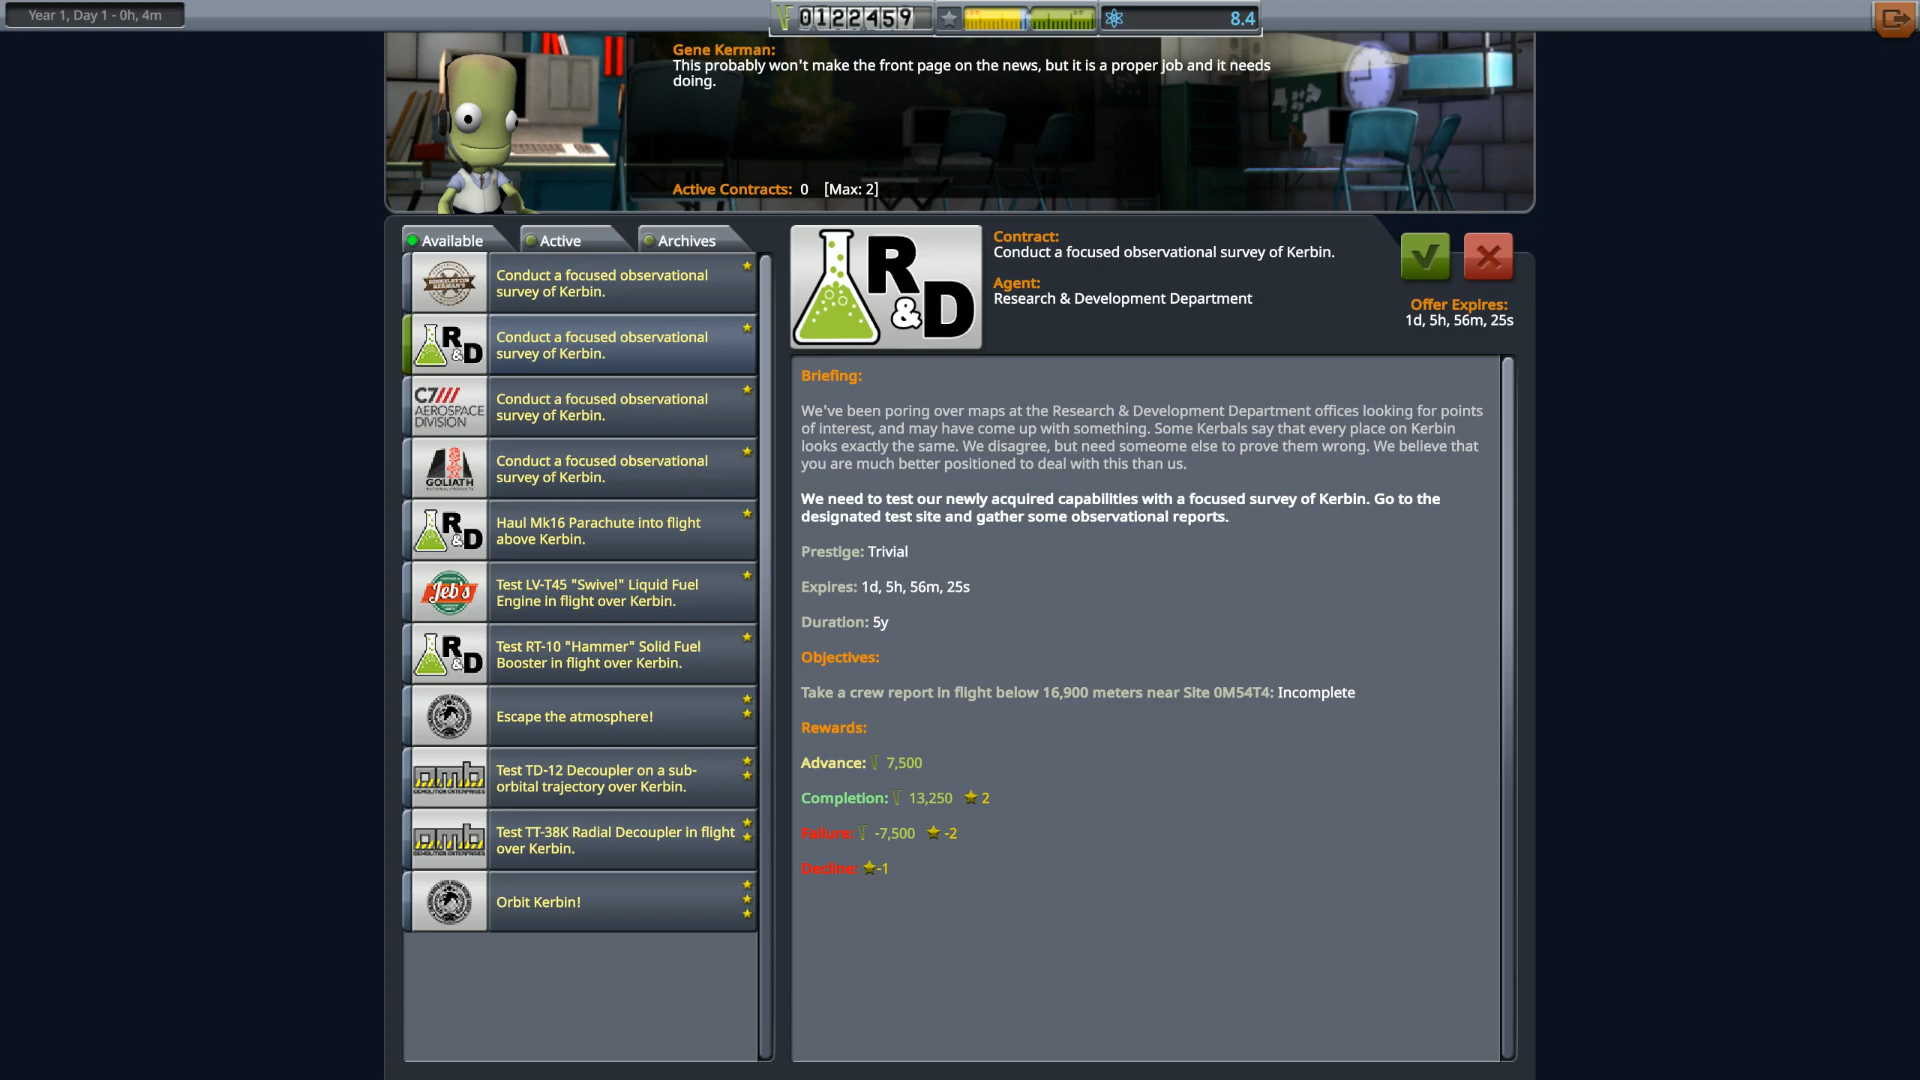 Year 1, Day 1 - 0h, 4m
0122459
8.4
Gene Kerman:
This probably won't make the front page on the news, but it is a proper job and it needs
doing.
Active Contracts: 0 [Max: 2]
Available
Active
Archives
Conduct a focused observational
survey of Kerbin.
R&D
Conduct a focused observational
survey of Kerbin.
C7///
AEROSPACE
DIVISION
Conduct a focused observational
survey of Kerbin.
GOLIATH
Conduct a focused observational
survey of Kerbin.
R&D
Haul Mk16 Parachute into flight
above Kerbin.
Jeb's
Test LV-T45 "Swivel" Liquid Fuel
Engine in flight over Kerbin.
R&D
Test RT-10 "Hammer" Solid Fuel
Booster in flight over Kerbin.
Escape the atmosphere!
omb
DEMOLITION ENTERPRISES
Test TD-12 Decoupler on a sub-
orbital trajectory over Kerbin.
omb
DEMOLITION ENTERPRISES
Test TT-38K Radial Decoupler in flight
over Kerbin.
Orbit Kerbin!
R&D
Contract:
Conduct a focused observational survey of Kerbin.
Agent:
Research & Development Department
Offer Expires:
1d, 5h, 56m, 25s
Briefing:
We've been poring over maps at the Research & Development Department offices looking for points
of interest, and may have come up with something. Some Kerbals say that every place on Kerbin
looks exactly the same. We disagree, but need someome else to prove them wrong. We believe that
you are much better positioned to deal with this than us.
We need to test our newly acquired capabilities with a focused survey of Kerbin. Go to the
designated test site and gather some observational reports.
Prestige: Trivial
Expires: 1d, 5h, 56m, 25s
Duration: 5y
Objectives:
Take a crew report in flight below 16,900 meters near Site 0M54T4: Incomplete
Rewards:
Advance: 7,500
Completion: 13,250 2
Failure: -7,500 -2
Decline: -1